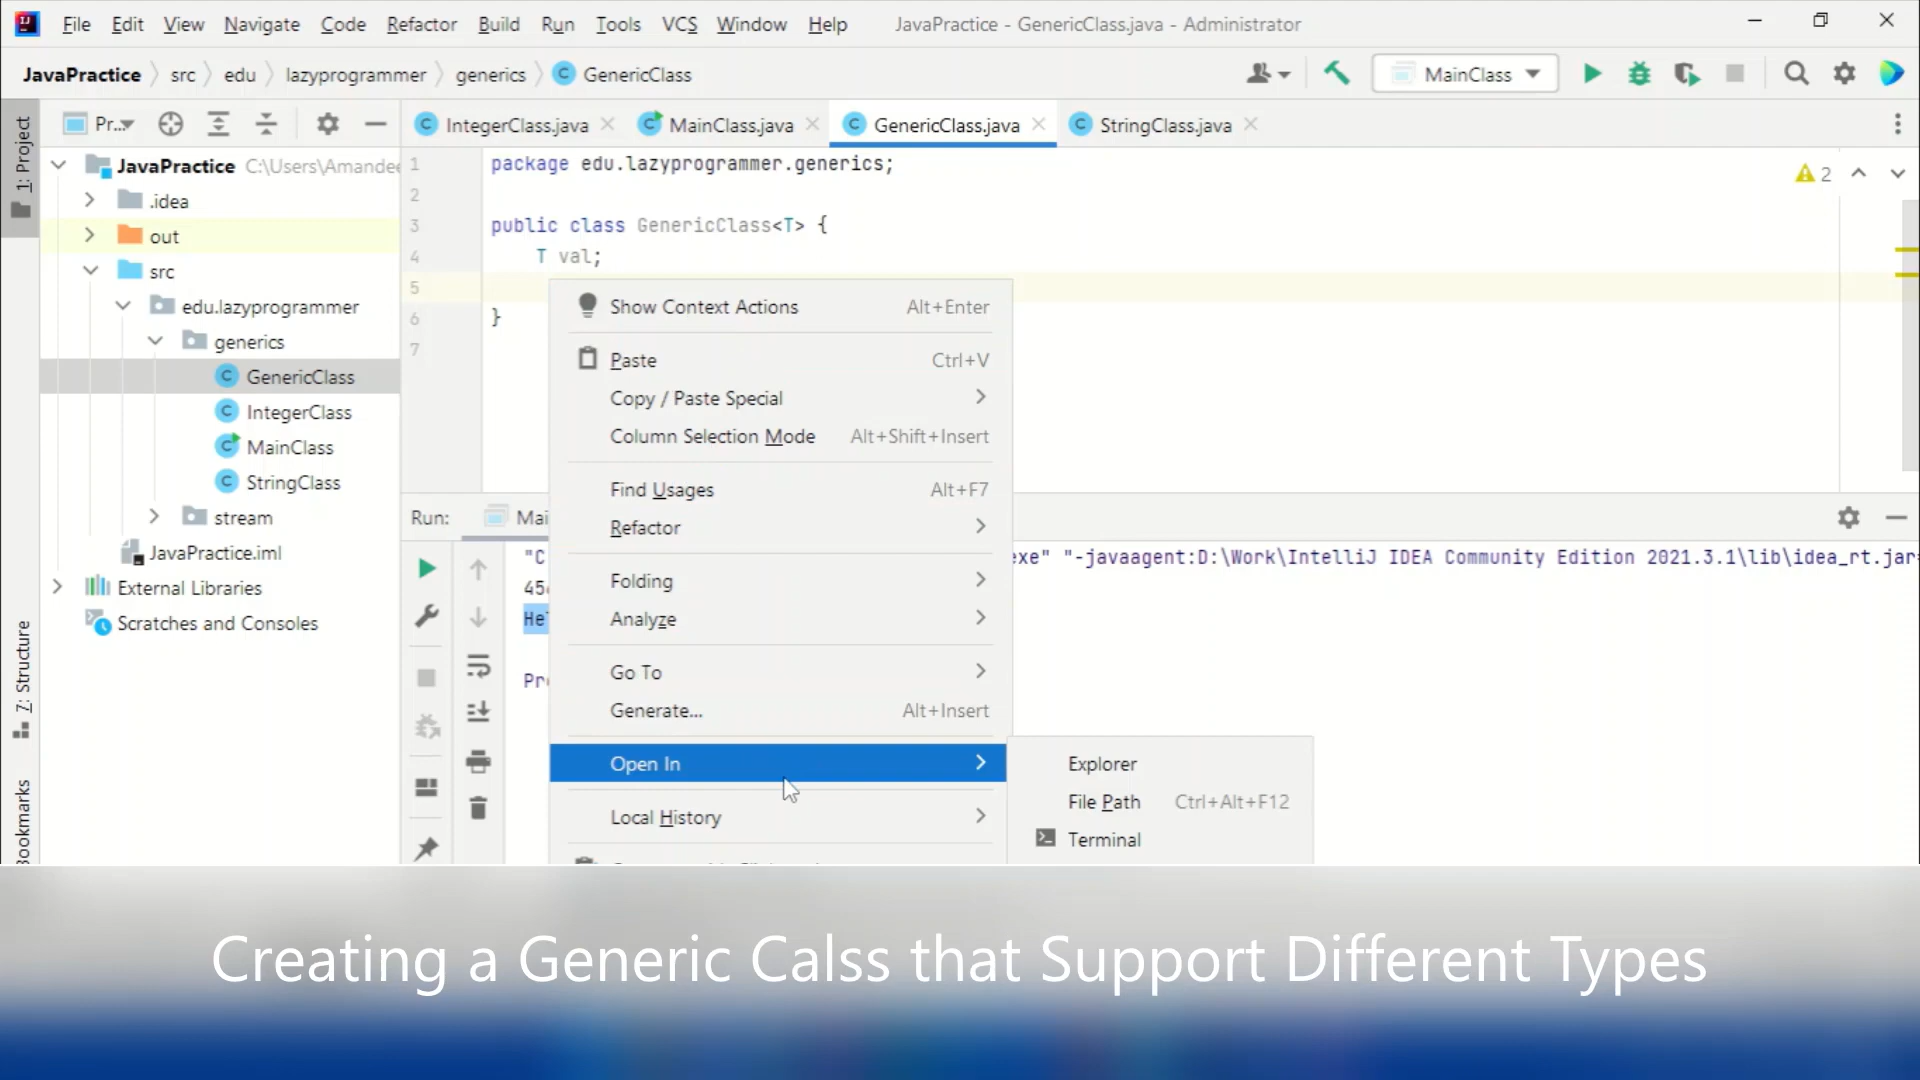 File Edit View Navigate Code Refactor Build Run Tools VCS Window Help JavaPractice - GenericClass.java - Administrator
JavaPractice src edu lazyprogrammer generics GenericClass MainClass
1: Project
Pr...
IntegerClass.java MainClass.java GenericClass.java StringClass.java
JavaPractice C:\Users\Amandee
.idea
out
src
edu.lazyprogrammer
generics
GenericClass
IntegerClass
MainClass
StringClass
stream
JavaPractice.iml
External Libraries
Scratches and Consoles
7: Structure
Bookmarks
1 package edu.lazyprogrammer.generics;
2
3 public class GenericClass<T> {
4 T val;
5
6 }
7
2
Show Context Actions Alt+Enter
Paste Ctrl+V
Copy / Paste Special
Column Selection Mode Alt+Shift+Insert
Find Usages Alt+F7
Refactor
Folding
Analyze
Go To
Generate... Alt+Insert
Open In
Local History
Explorer
File Path Ctrl+Alt+F12
Terminal
Run: Mai
"C xe" "-javaagent:D:\Work\IntelliJ IDEA Community Edition 2021.3.1\lib\idea_rt.jar
Hel
Pro
Creating a Generic Calss that Support Different Types